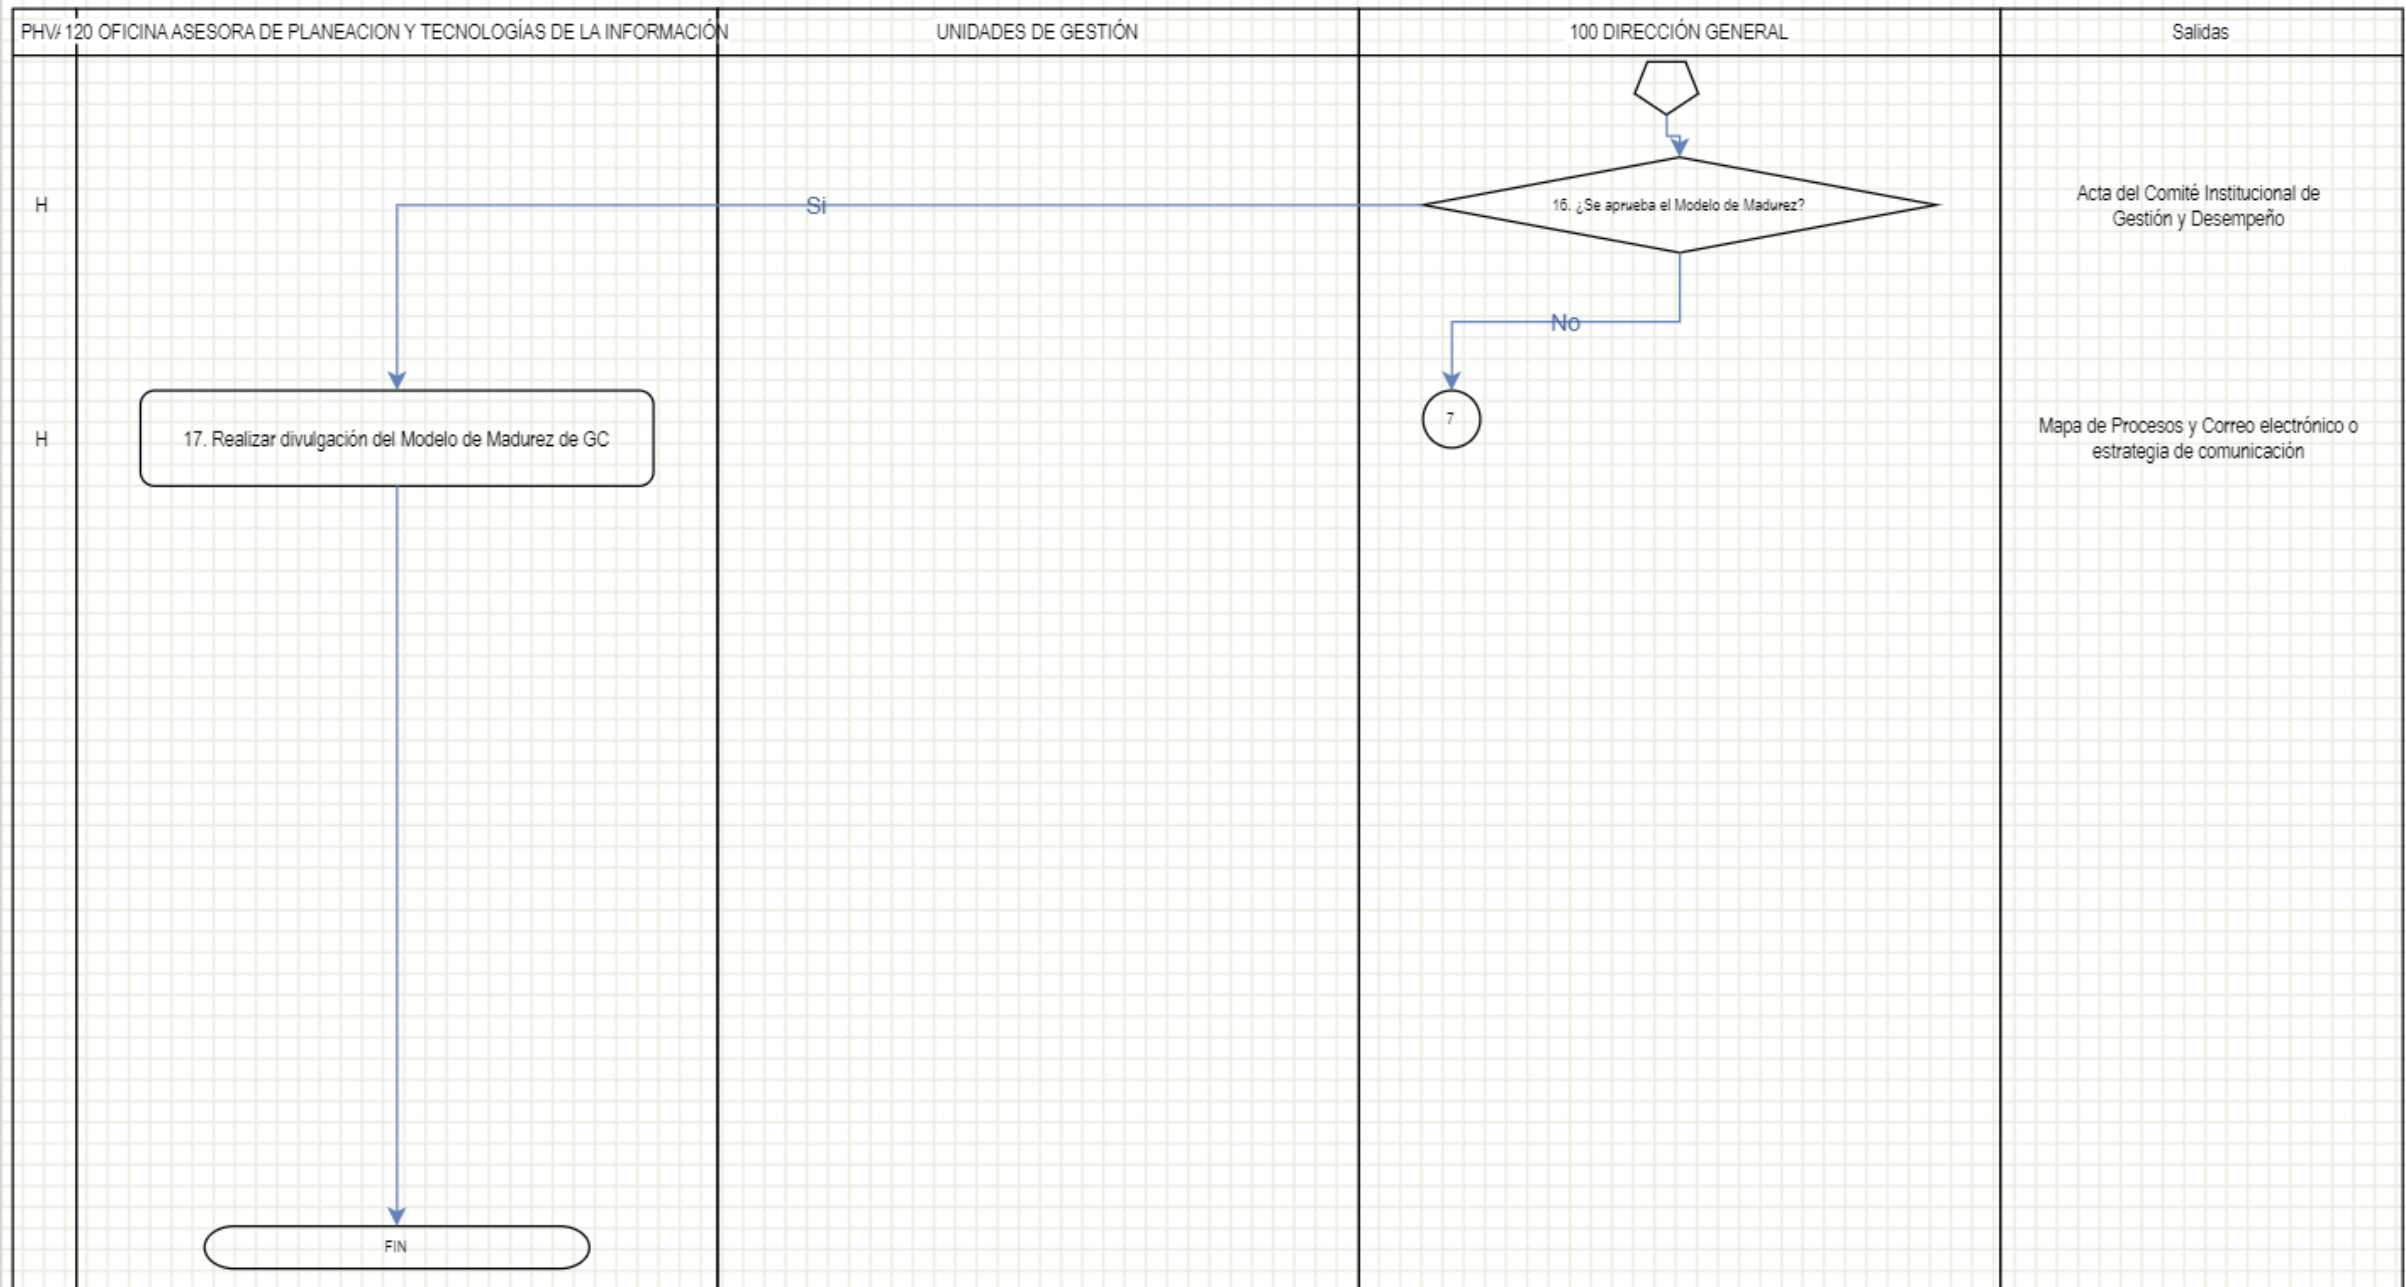 PHVA
120 OFICINA ASESORA DE PLANEACION Y TECNOLOGÍAS DE LA INFORMACIÓN
UNIDADES DE GESTIÓN
100 DIRECCIÓN GENERAL
Salidas
H
Si
16. ¿Se aprueba el Modelo de Madurez?
Acta del Comité Institucional de
Gestión y Desempeño
No
H
17. Realizar divulgación del Modelo de Madurez de GC
7
Mapa de Procesos y Correo electrónico o
estrategia de comunicación
FIN